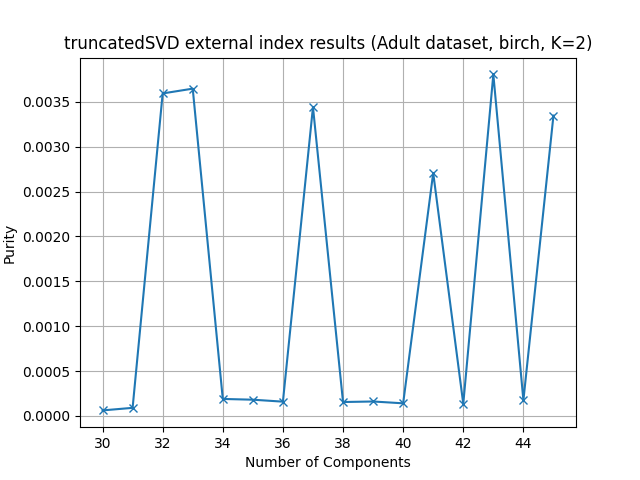 truncatedSVD external index results (Adult dataset, birch, K=2)
Purity
0.0035
0.0030
0.0025
0.0020
0.0015
0.0010
0.0005
0.0000
30 32 34 36 38 40 42 44
Number of Components